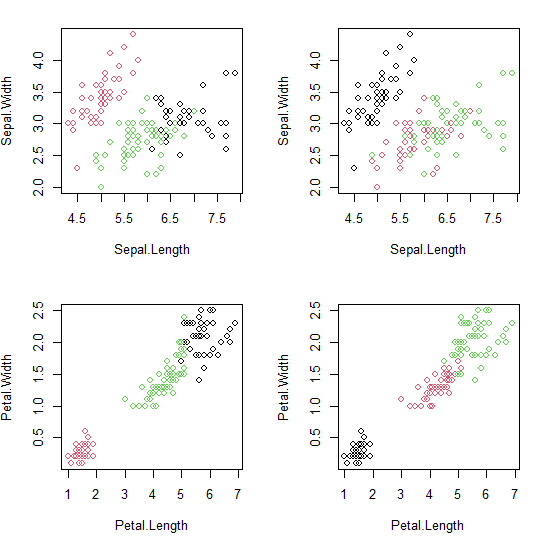 Sepal.Width
2.0 2.5 3.0 3.5 4.0
4.5 5.5 6.5 7.5
Sepal.Length
Sepal.Width
2.0 2.5 3.0 3.5 4.0
4.5 5.5 6.5 7.5
Sepal.Length
Petal.Width
0.5 1.0 1.5 2.0 2.5
1 2 3 4 5 6 7
Petal.Length
Petal.Width
0.5 1.0 1.5 2.0 2.5
1 2 3 4 5 6 7
Petal.Length